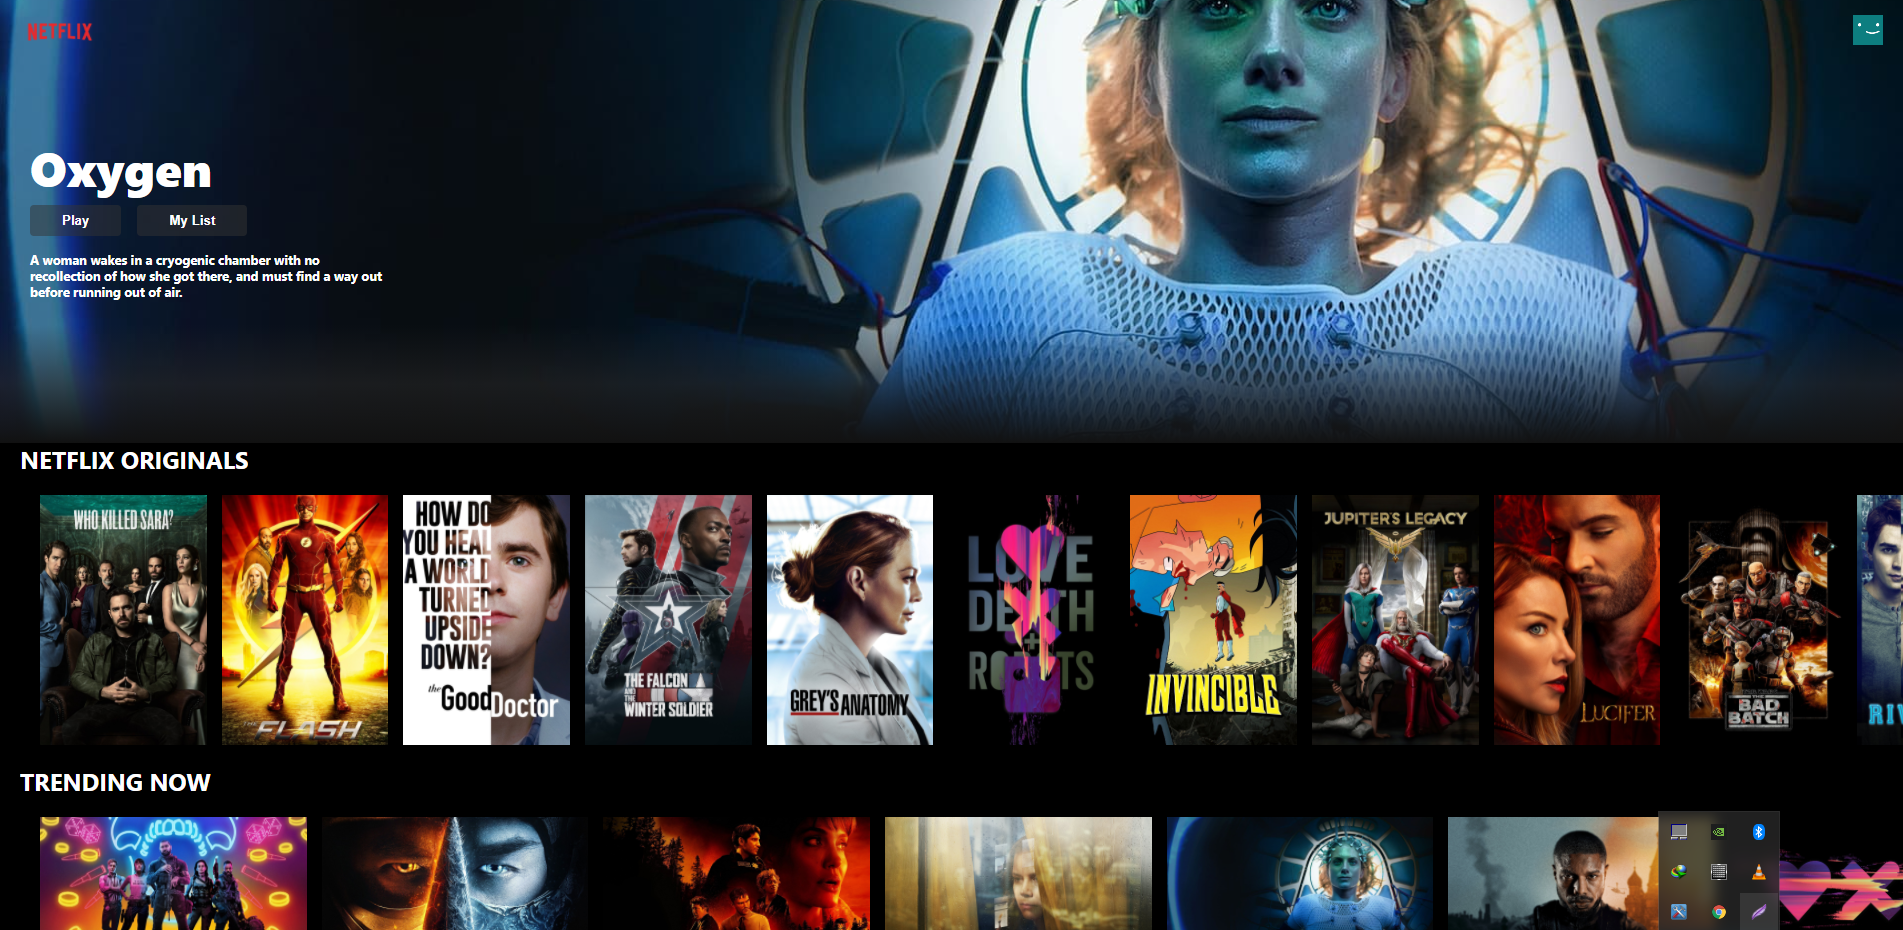 NETFLIX
Oxygen
Play
My List
A woman wakes in a cryogenic chamber with no
recollection of how she got there, and must find a way out
before running out of air.
NETFLIX ORIGINALS
WHO KILLED SARA?
THE FLASH
HOW DO
YOU HEAL
A WORLD
TURNED
UPSIDE
DOWN?
the Good Doctor
THE FALCON
AND THE
WINTER SOLDIER
GREY'S ANATOMY
LOVE
DEATH
+
ROBOTS
INVINCIBLE
JUPITER'S LEGACY
LUCIFER
THE
BAD
BATCH
RIV
TRENDING NOW